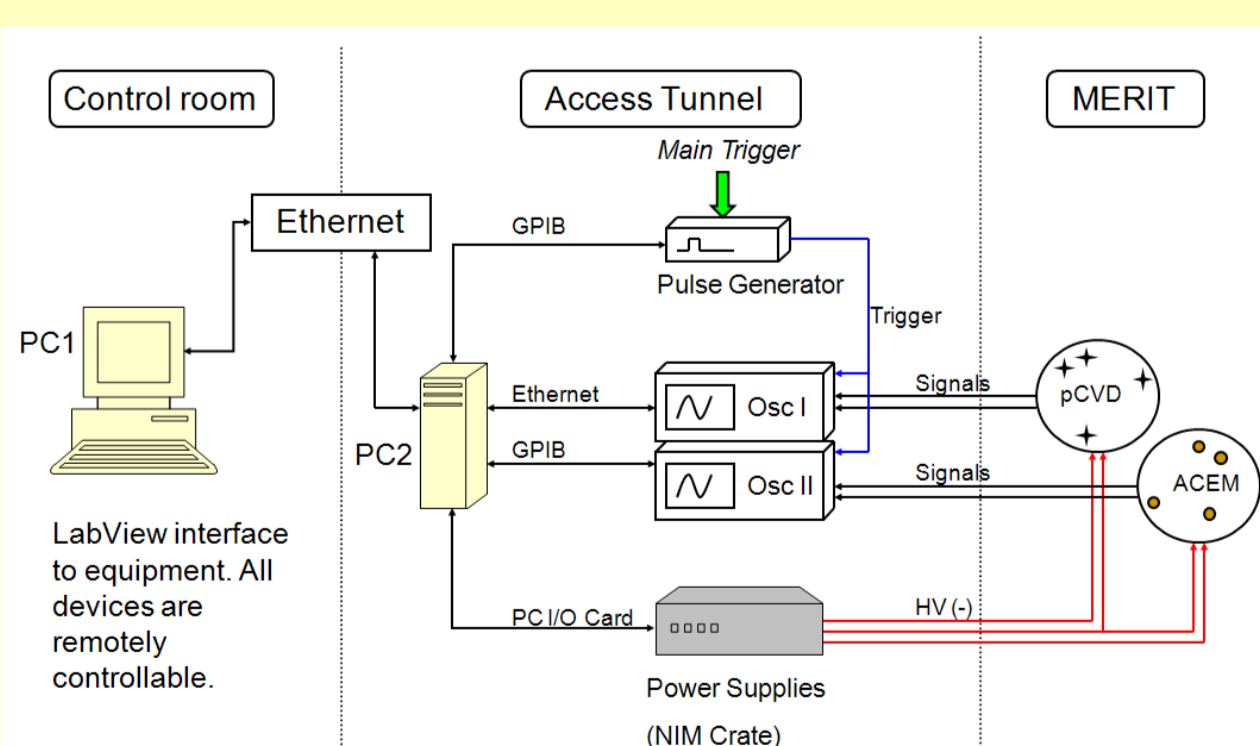 Control room
Access Tunnel
MERIT
Main Trigger
Ethernet
GPIB
Pulse Generator
Trigger
PC1
Ethernet
Osc I
Signals
pCVD
PC2
GPIB
Osc II
Signals
ACEM
LabView interface
to equipment. All
devices are
remotely
controllable.
PC I/O Card
HV (-)
Power Supplies
(NIM Crate)